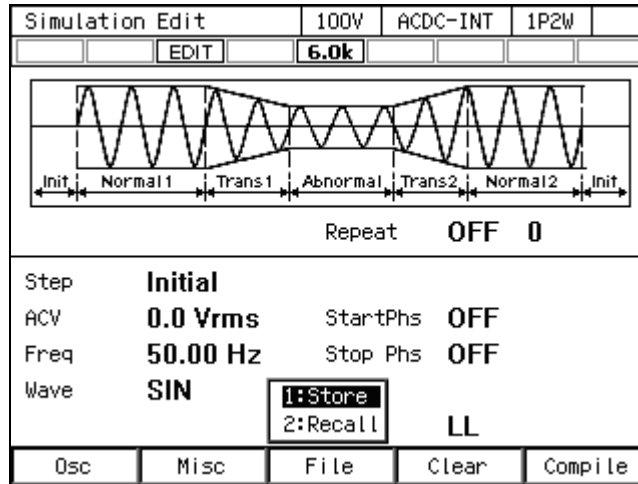 Simulation Edit 100V ACDC-INT 1P2W
EDIT 6.0k
Init Normal1 Trans1 Abnormal Trans2 Normal2 Init
Repeat OFF 0
Step Initial
ACV 0.0 Vrms StartPhs OFF
Freq 50.00 Hz Stop Phs OFF
Wave SIN 1:Store
2:Recall LL
Osc Misc File Clear Compile